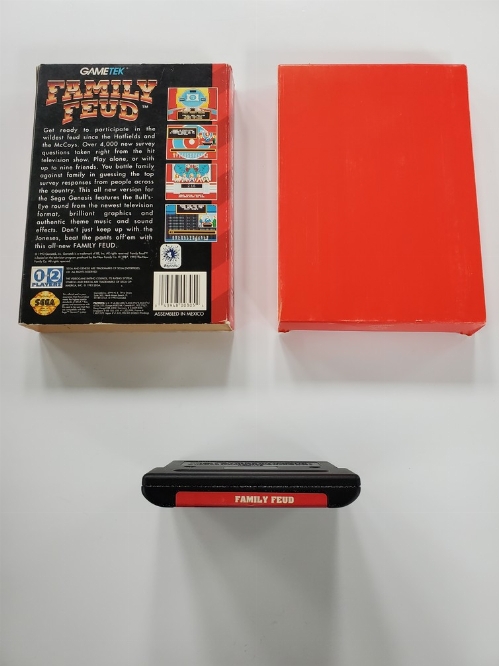 GAMETEK
FAMILY
FEUD™
Get ready to participate in the
wildest feud since the Hatfields and
the McCoys. Over 4,000 new survey
questions taken right from the hit
television show. Play alone, or with
up to nine friends. You battle family
against family in guessing the top
survey responses from people across
the country. This all new version for
the Sega Genesis features the Bull's-
Eye round from the newest television
format, brilliant graphics and
authentic theme music and sound
effects. Don't just keep up with the
Joneses, beat the pants off'em with
this all-new FAMILY FEUD.
1 OR 2
PLAYERS
SEGA
ASSEMBLED IN MEXICO
FAMILY FEUD